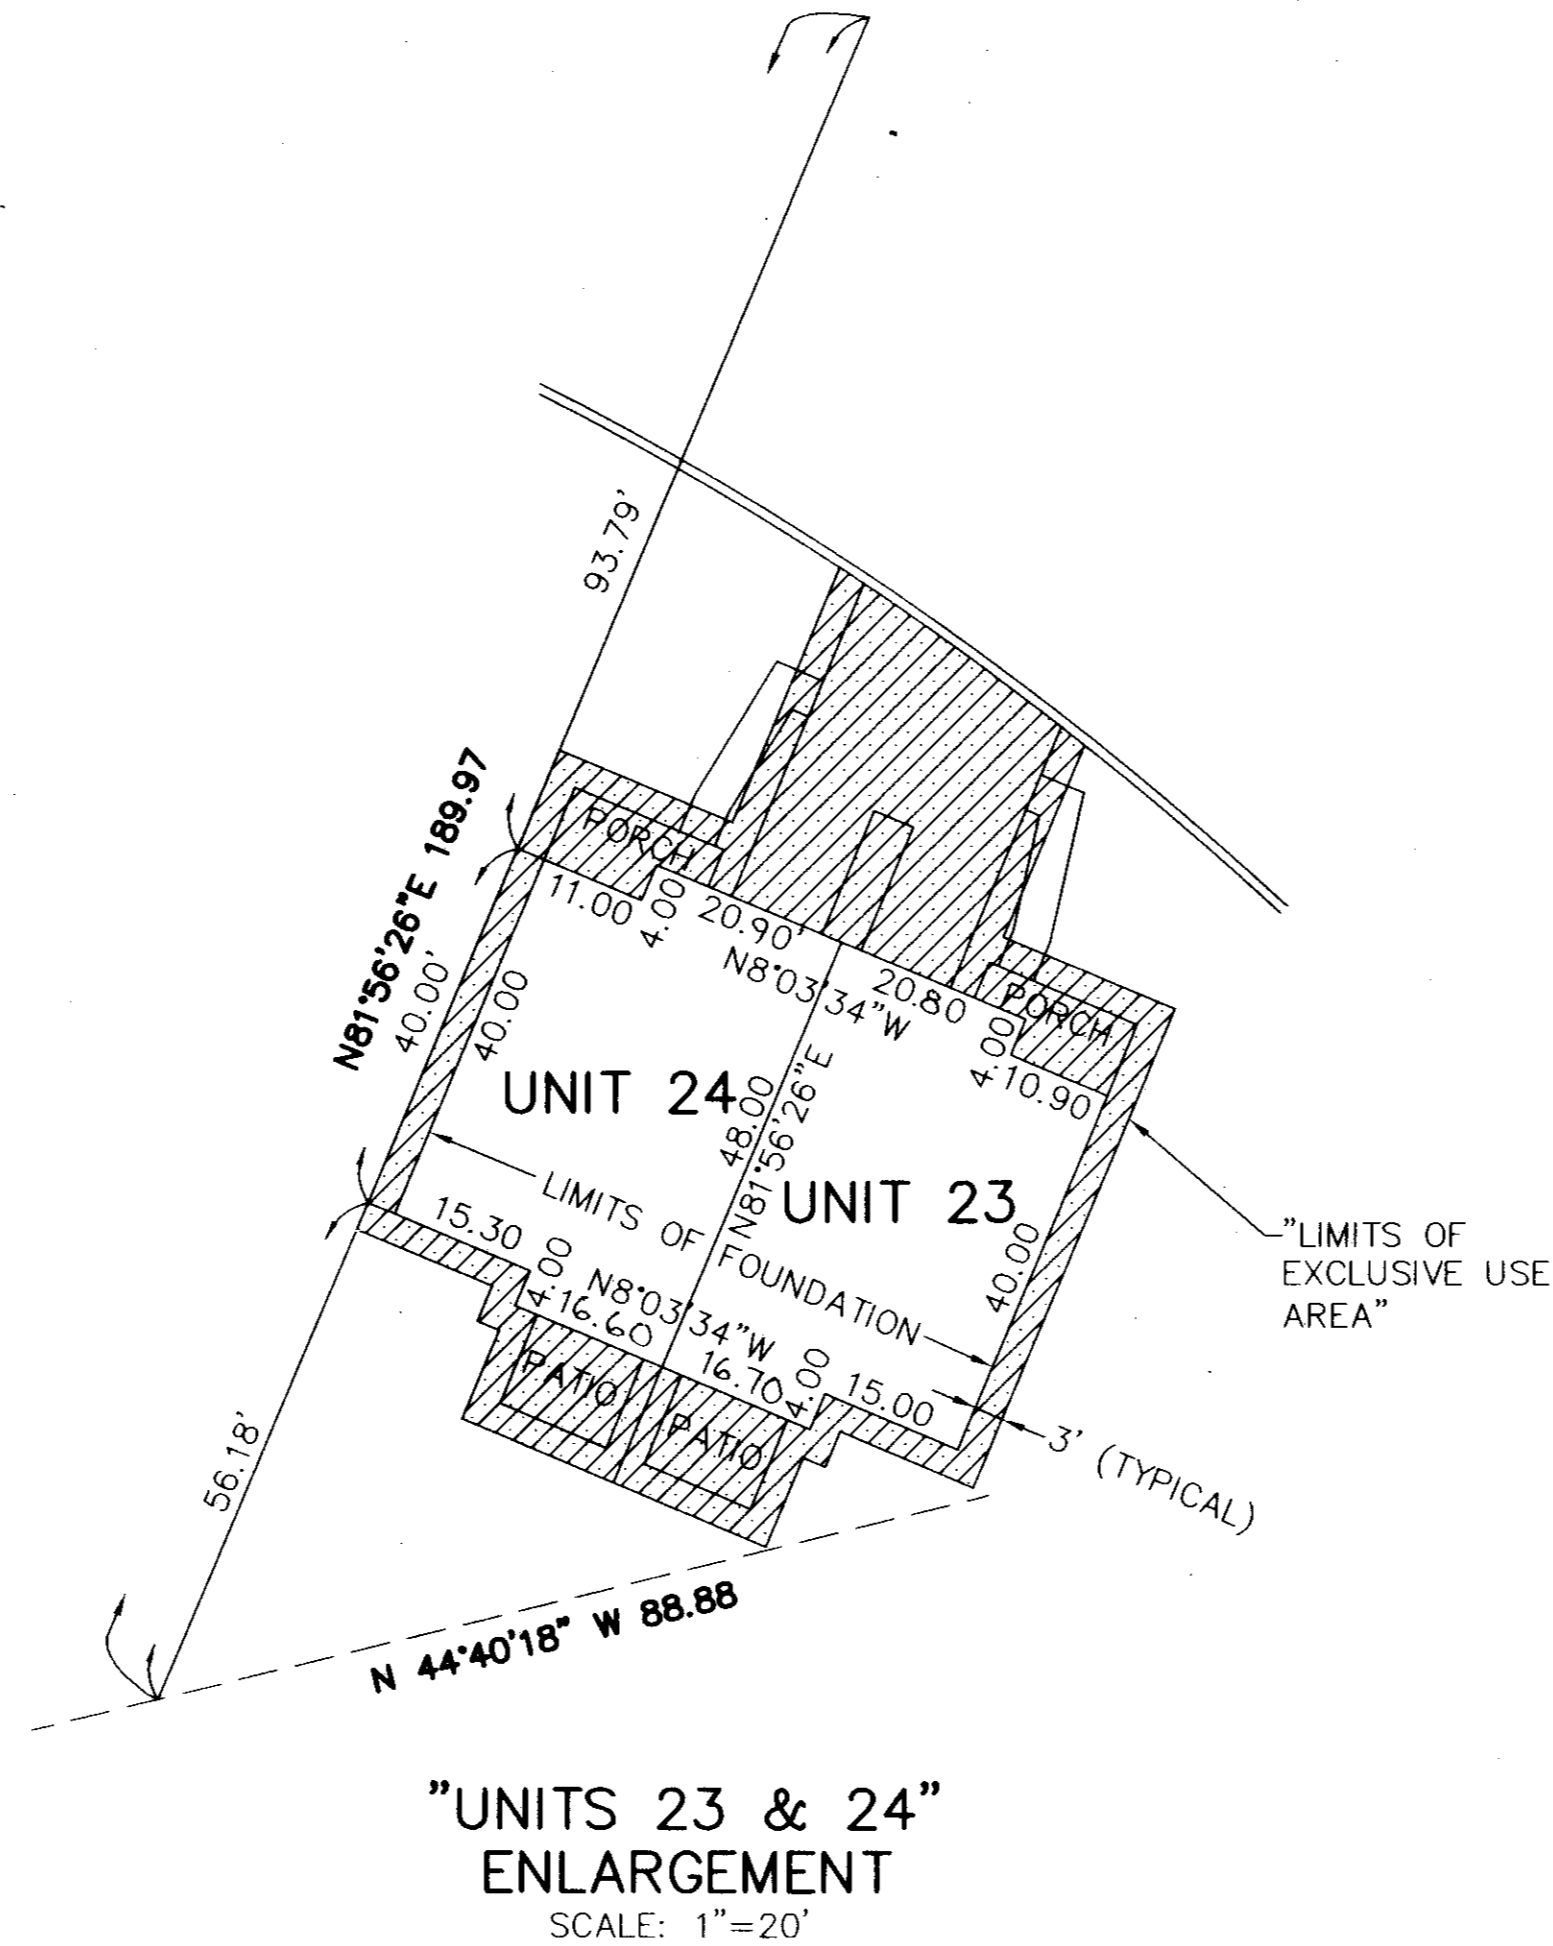 93.79'
N81°56'26"E 189.97
40.00'
40.00
PORCH
11.00
4.00
20.90'
N8°03'34"W
20.80
PORCH
4.00
10.90
UNIT 24
48.00
N81°56'26"E
UNIT 23
LIMITS OF FOUNDATION
40.00
"LIMITS OF
EXCLUSIVE USE
AREA"
15.30
4.00
N8°03'34"W
16.60
16.70
4.00
15.00
PATIO
PATIO
3' (TYPICAL)
56.18'
N 44°40'18" W 88.88
"UNITS 23 & 24"
ENLARGEMENT
SCALE: 1"=20'